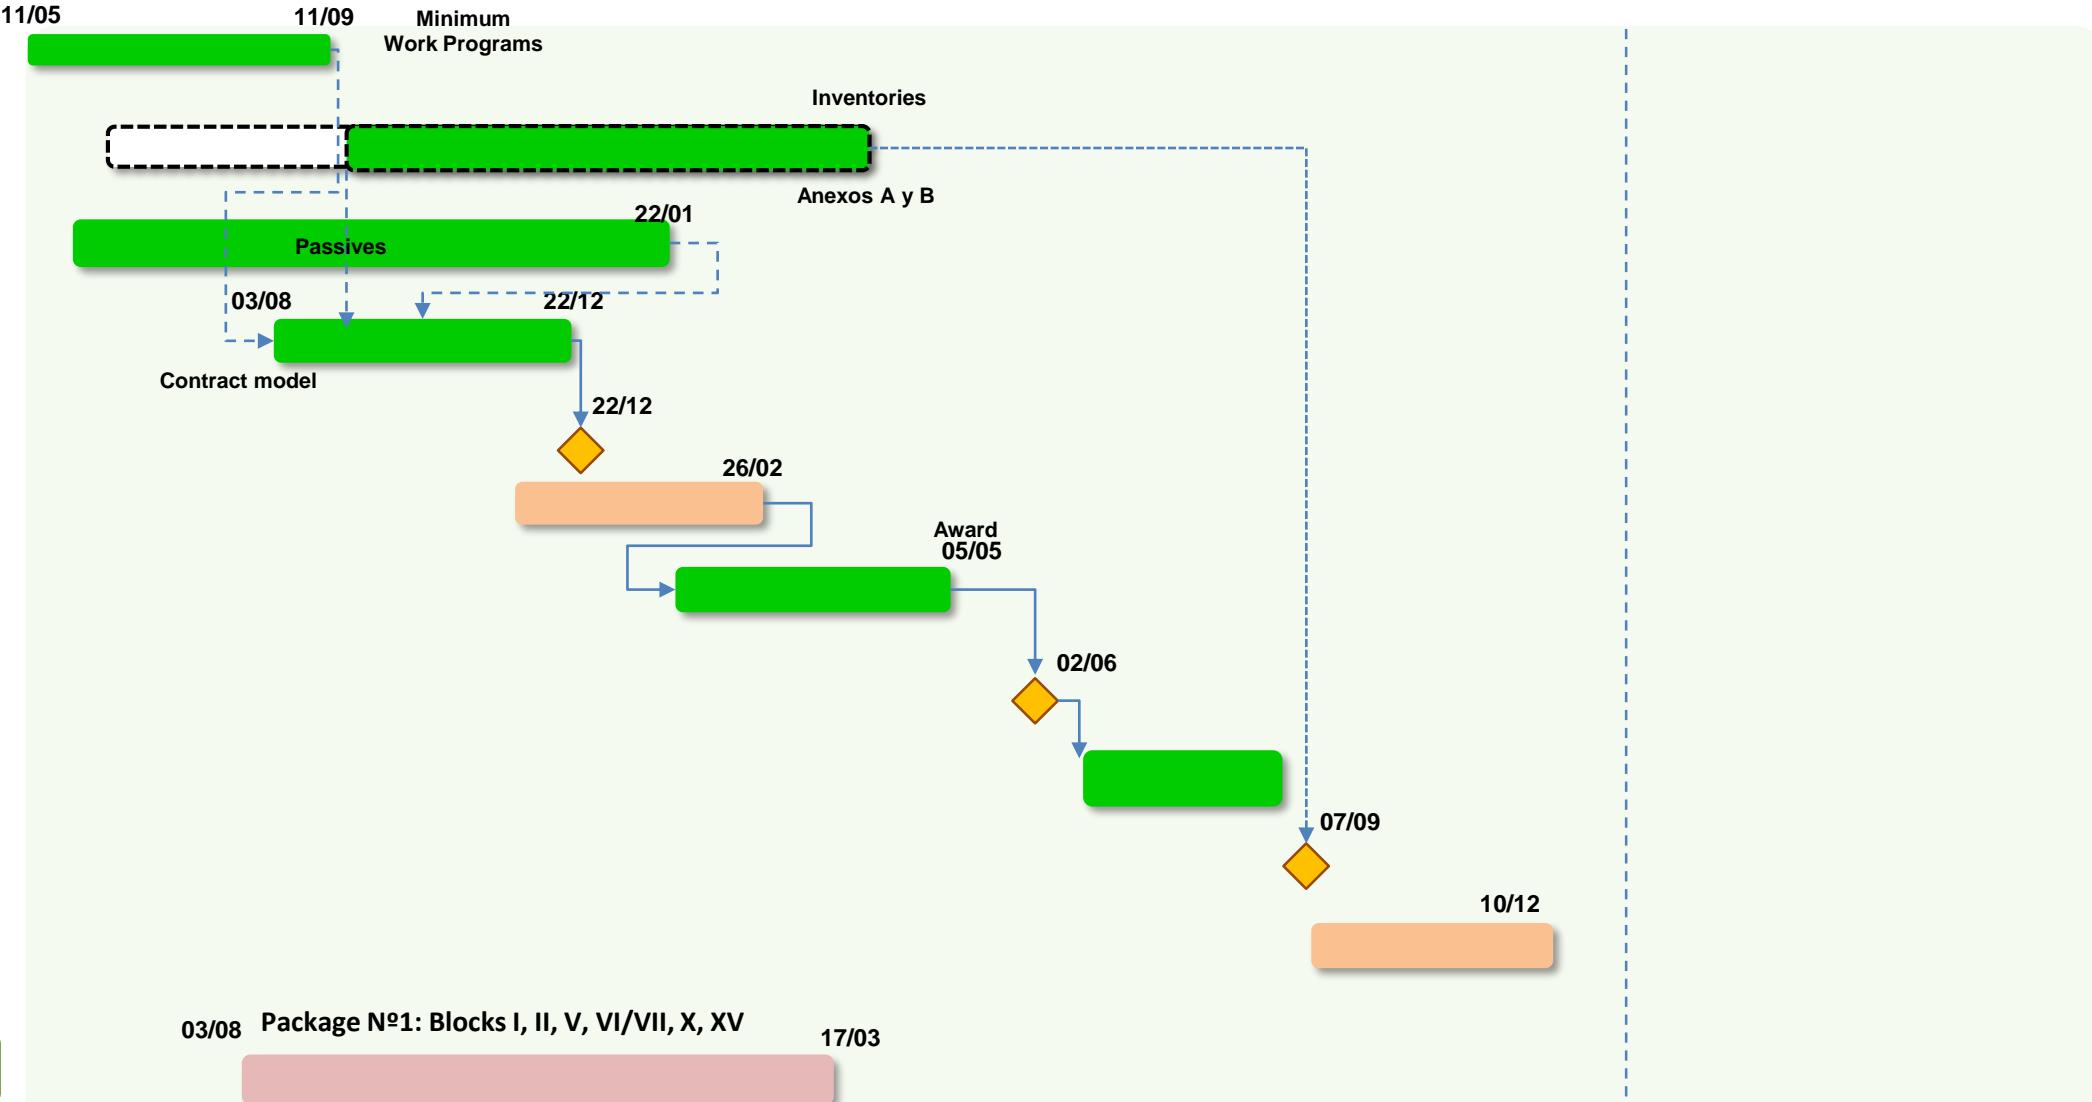 11/05
11/09
Minimum
Work Programs
Inventories
Anexos A y B
22/01
Passives
03/08
22/12
Contract model
22/12
26/02
Award
05/05
02/06
07/09
10/12
03/08
Package Nº1: Blocks I, II, V, VI/VII, X, XV
17/03